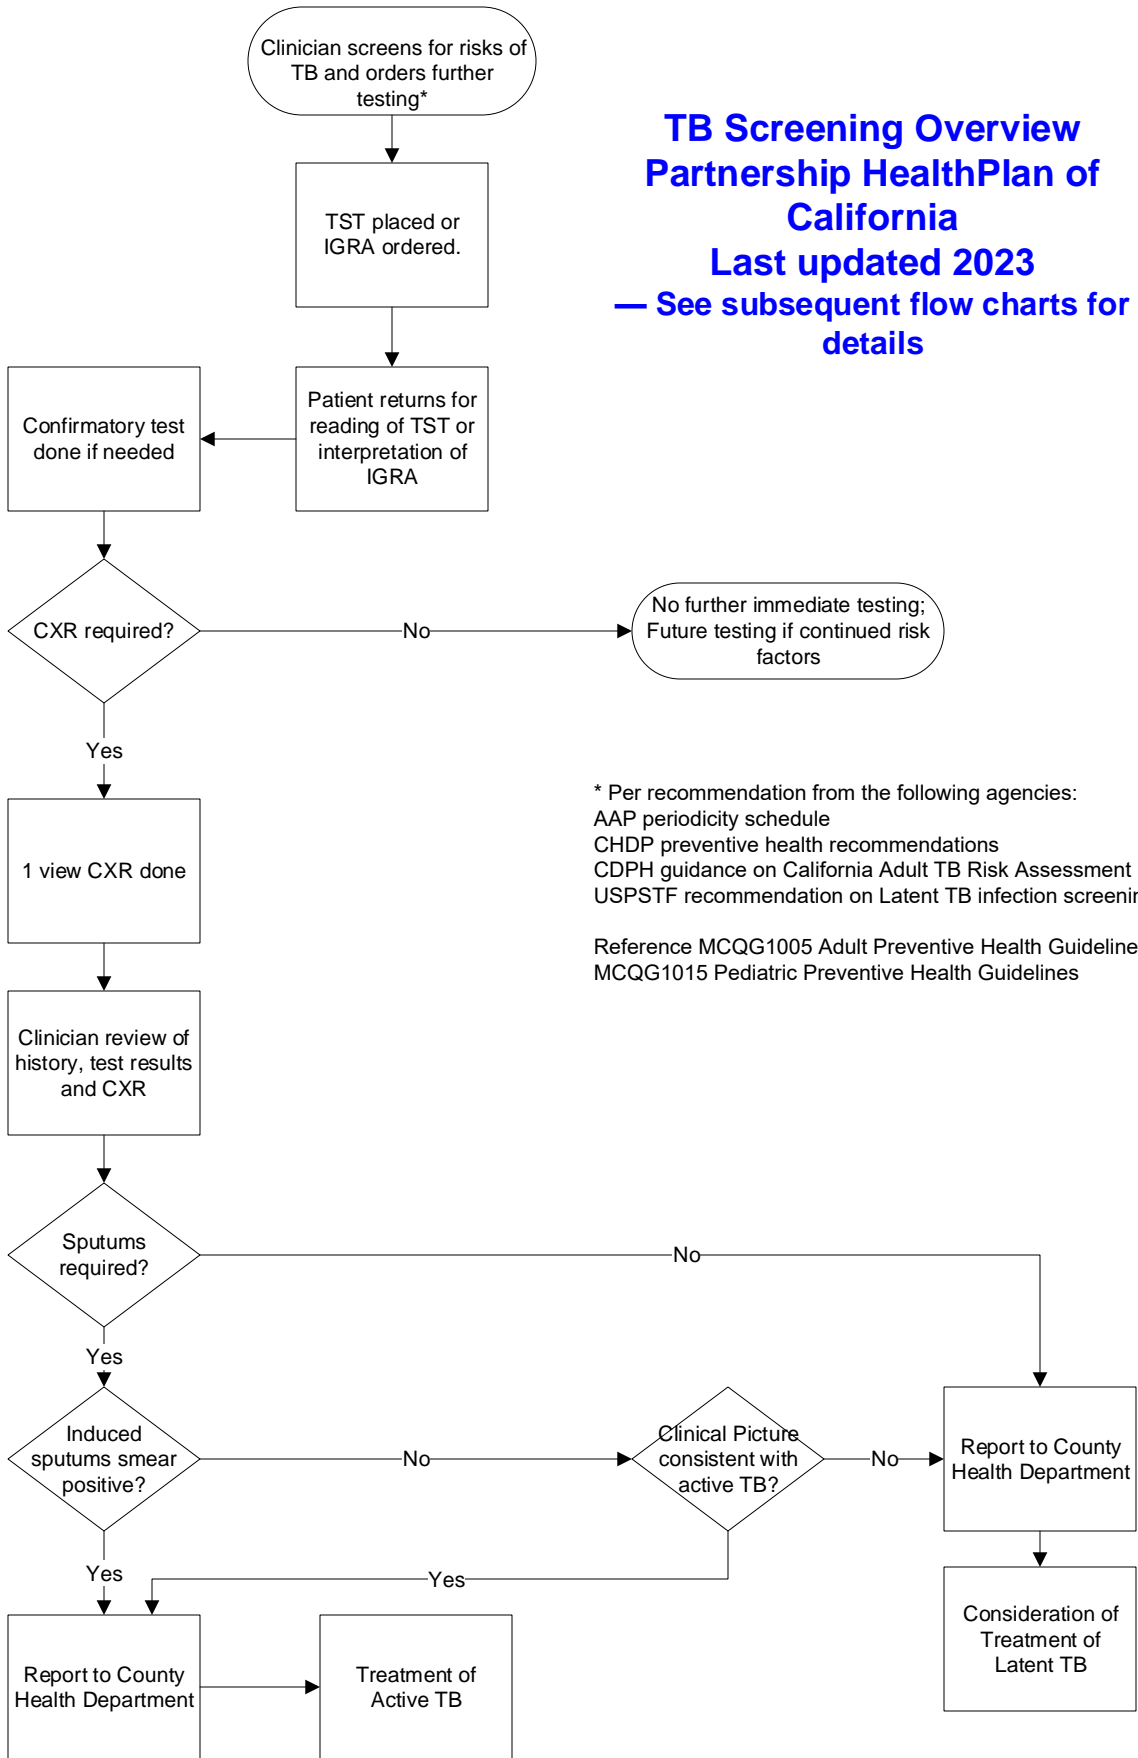 Clinician screens for risks of
TB and orders further
testing*
TB Screening Overview
Partnership HealthPlan of
California
Last updated 2023
— See subsequent flow charts for
details
TST placed or
IGRA ordered.
Patient returns for
reading of TST or
interpretation of
IGRA
Confirmatory test
done if needed
CXR required?
No
No further immediate testing;
Future testing if continued risk
factors
Yes
1 view CXR done
* Per recommendation from the following agencies:
AAP periodicity schedule
CHDP preventive health recommendations
CDPH guidance on California Adult TB Risk Assessment
USPSTF recommendation on Latent TB infection
Reference MCQG1005 Adult Preventive Health
MCQG1015 Pediatric Preventive Health Guidelines
Clinician review of
history, test results
and CXR
Sputums
required?
No
Yes
Induced
sputums smear
positive?
No
Clinical Picture
consistent with
active TB?
No
Report to County
Health Department
Yes
Yes
Consideration of
Treatment of
Latent TB
Report to County
Health Department
Treatment of
Active TB